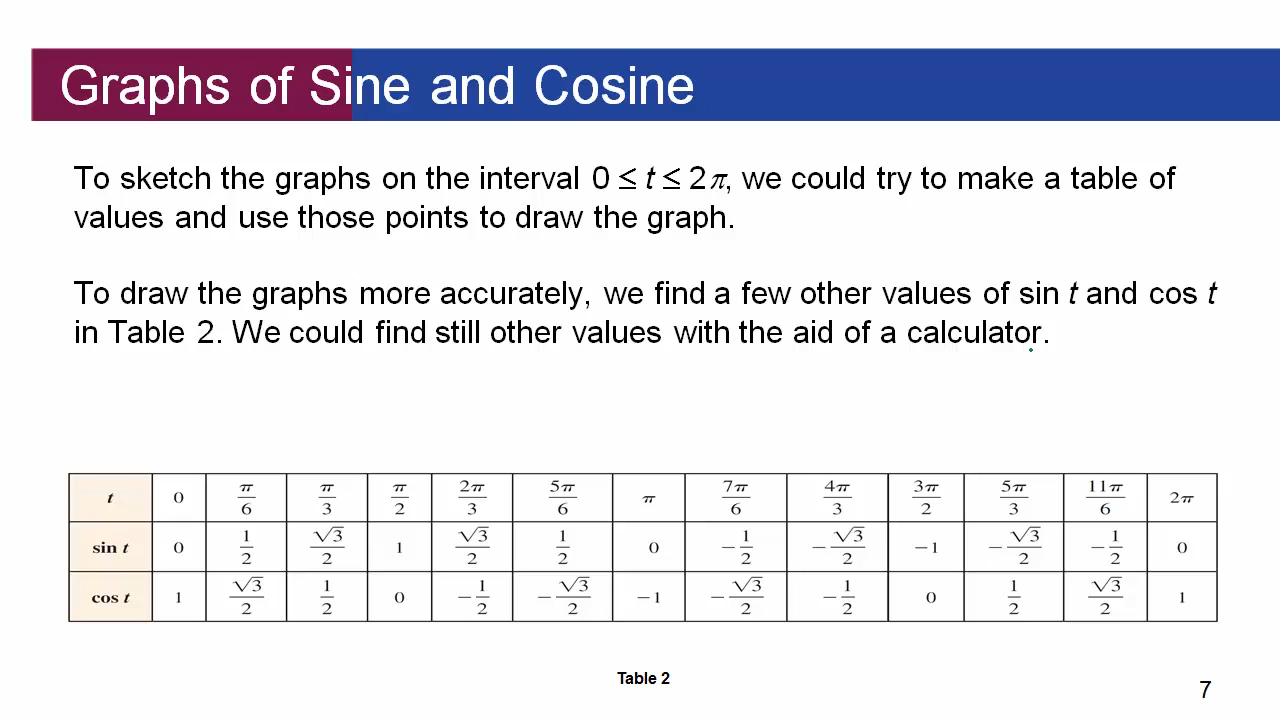 Graphs of Sine and Cosine
To sketch the graphs on the interval 0 ≤ t ≤ 2π, we could try to make a table of
values and use those points to draw the graph.
To draw the graphs more accurately, we find a few other values of sin t and cos t
in Table 2. We could find still other values with the aid of a calculator.
t 0 π/6 π/3 π/2 2π/3 5π/6 π 7π/6 4π/3 3π/2 5π/3 11π/6 2π
sin t 0 1/2 √3/2 1 √3/2 1/2 0 −1/2 −√3/2 −1 −√3/2 −1/2 0
cos t 1 √3/2 1/2 0 −1/2 −√3/2 −1 −√3/2 −1/2 0 1/2 √3/2 1
Table 2
7